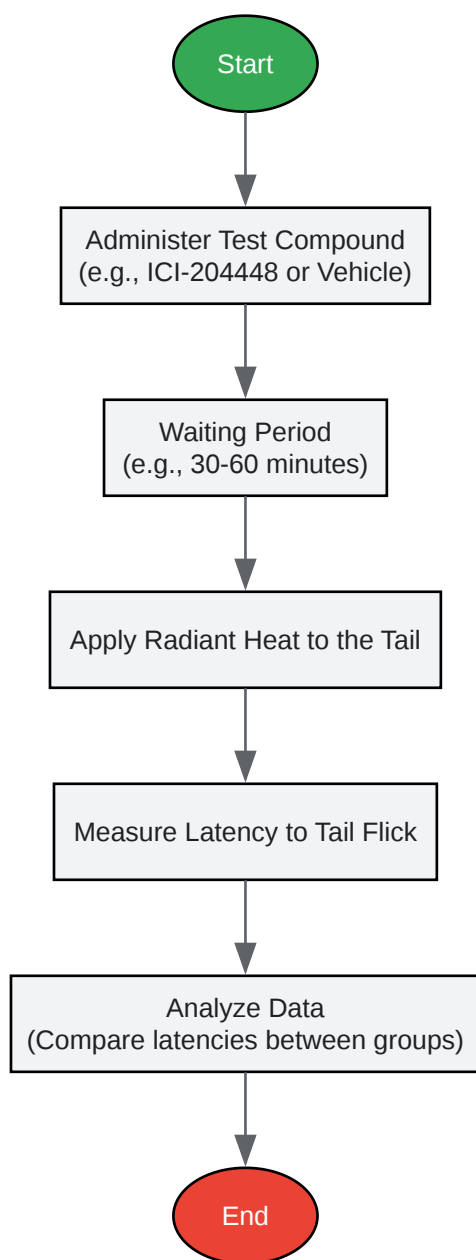 Start
Administer Test Compound
(e.g., ICI-204448 or Vehicle)
Waiting Period
(e.g., 30-60 minutes)
Apply Radiant Heat to the Tail
Measure Latency to Tail Flick
Analyze Data
(Compare latencies between groups)
End